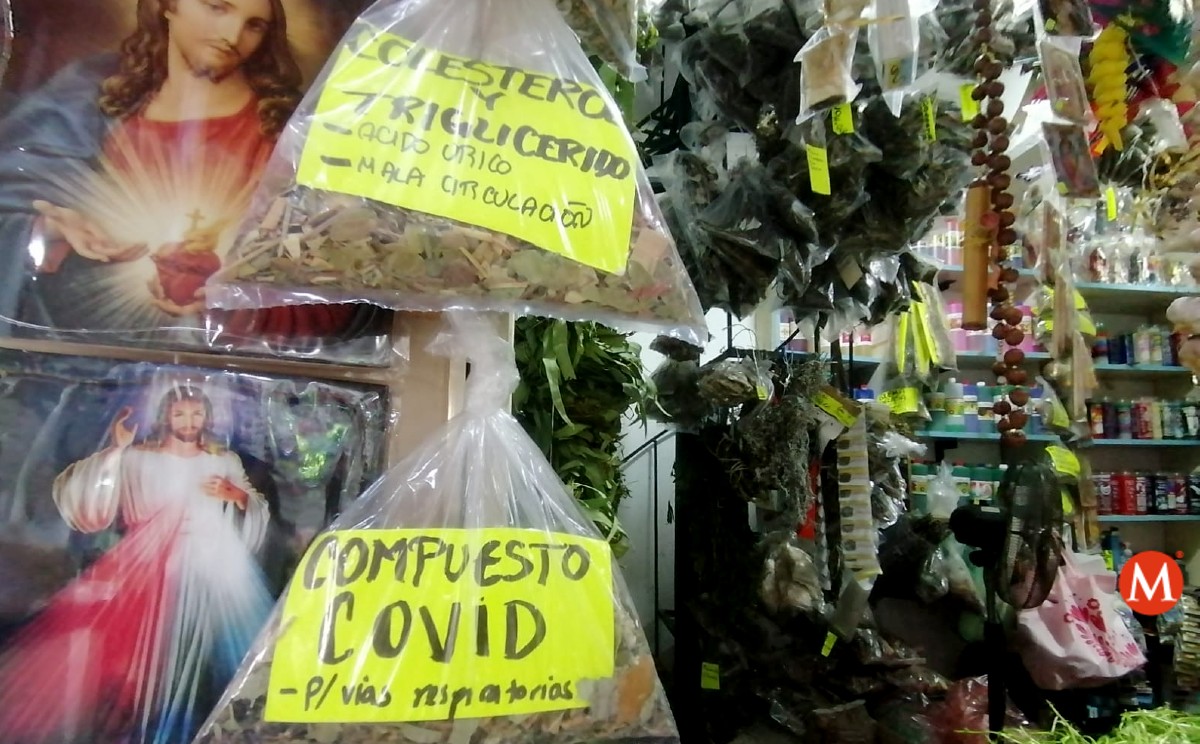 COLESTEROL
Y
TRIGLICERIDO
- ACIDO URICO
- MALA CIRCULACIÓN
COMPUESTO
COVID
- P/ vias respiratorias
M